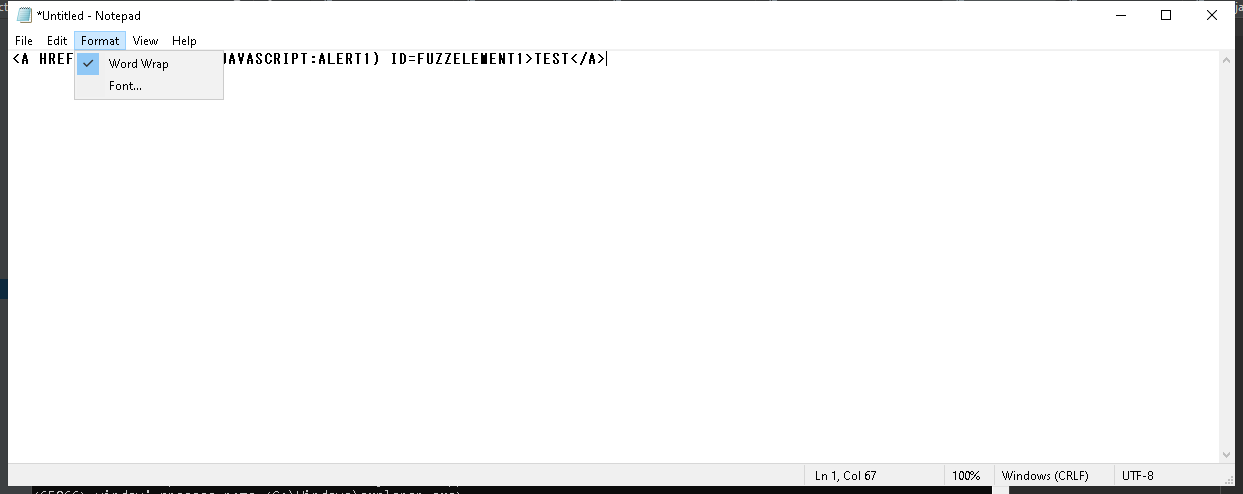 *Untitled - Notepad
File Edit Format View Help
<A HREF JAVASCRIPT:ALERT1) ID=FUZZELEMENT1>TEST</A>
Word Wrap
Font...
Ln 1, Col 67 100% Windows (CRLF) UTF-8